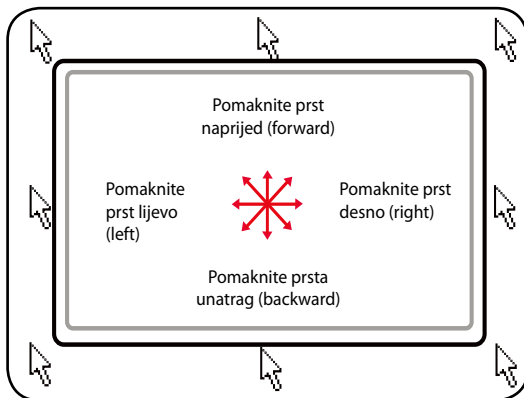 Pomaknite prst
naprijed (forward)
Pomaknite
prst lijevo
(left)
Pomaknite prst
desno (right)
Pomaknite prsta
unatrag (backward)